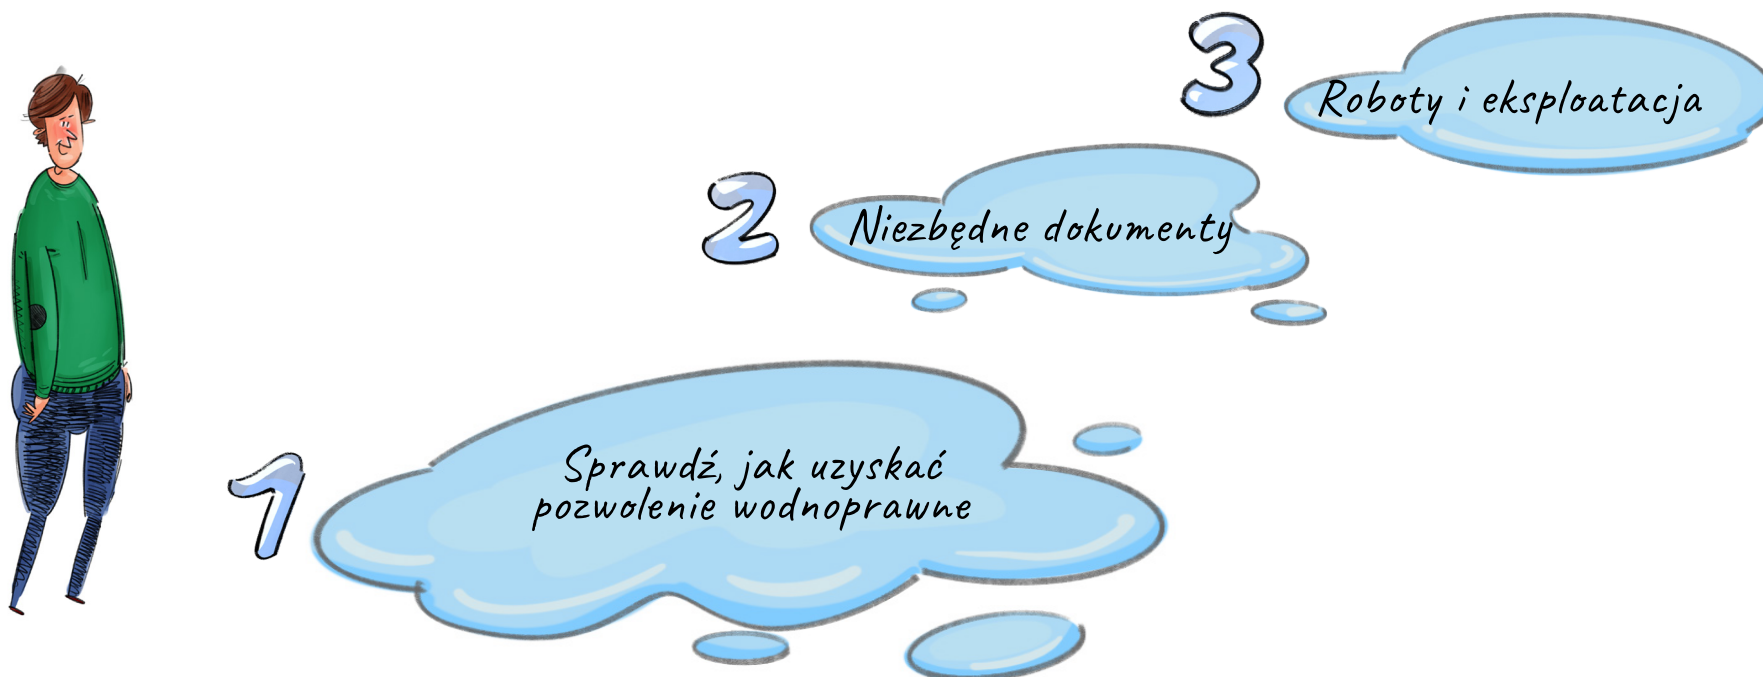 1
Sprawdź, jak uzyskać
pozwolenie wodnoprawne
2
Niezbędne dokumenty
3
Roboty i eksploatacja